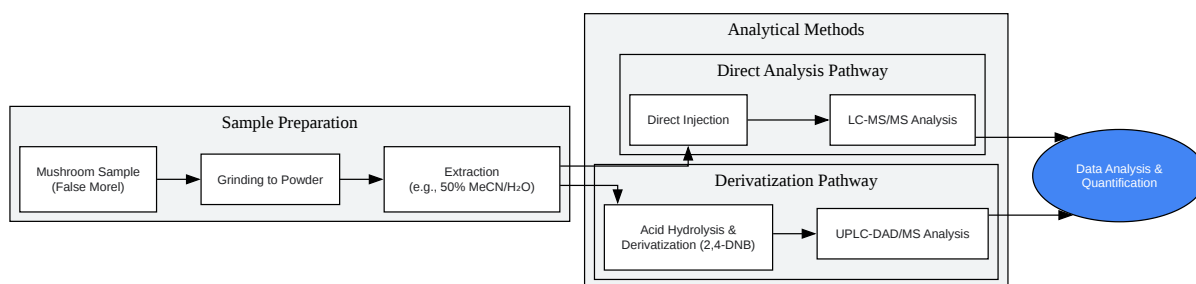 Analytical Methods
Direct Analysis Pathway
Direct Injection
LC-MS/MS Analysis
Sample Preparation
Mushroom Sample
(False Morel)
Grinding to Powder
Extraction
(e.g., 50% MeCN/H₂O)
Derivatization Pathway
Acid Hydrolysis &
Derivatization (2,4-DNB)
UPLC-DAD/MS Analysis
Data Analysis &
Quantification